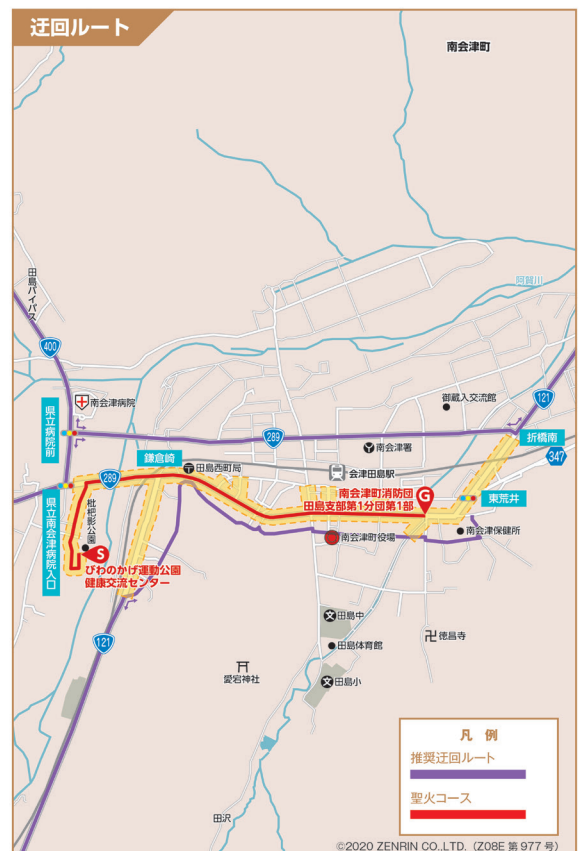 迂回ルート
南会津町
阿賀川
田島バイパス
400
121
南会津病院
御蔵入交流館
県立病院前
289
折橋南
南会津署
347
鎌倉崎
田島西町局
会津田島駅
289
南会津町消防団
田島支部第1分団第1部
G
東荒井
県立南会津病院入口
枇杷影公園
南会津町役場
南会津保健所
S
びわのかげ運動公園
健康交流センター
121
文
田島中
徳昌寺
田島体育館
愛宕神社
文
田島小
田沢
凡 例
推奨迂回ルート
聖火コース
©2020 ZENRIN CO.,LTD. (Z08E 第 977 号)